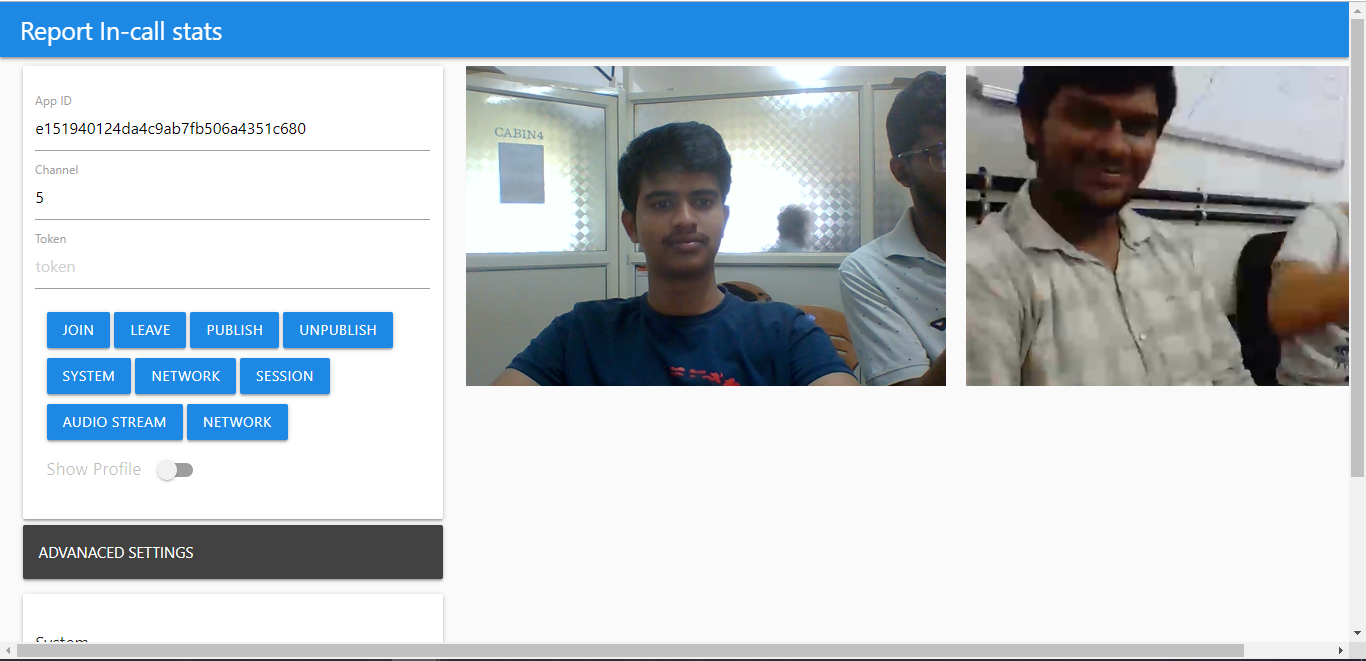 Report In-call stats
App ID
e151940124da4c9ab7fb506a4351c680
Channel
5
Token
token
JOIN LEAVE PUBLISH UNPUBLISH
SYSTEM NETWORK SESSION
AUDIO STREAM NETWORK
Show Profile
ADVANACED SETTINGS
System
CABIN4